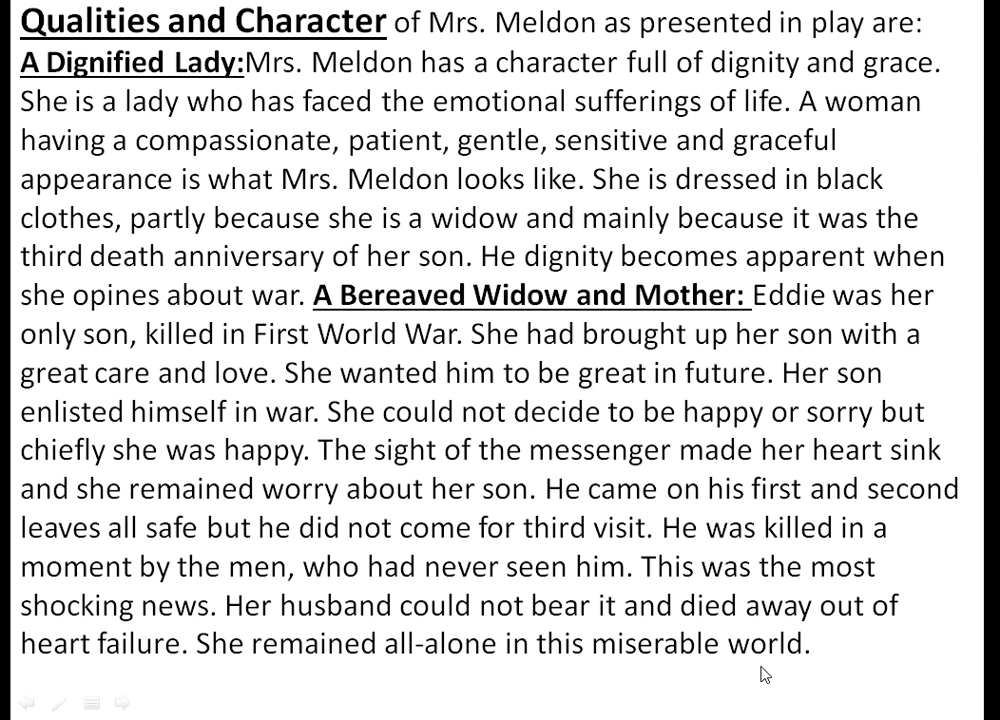 Qualities and Character of Mrs. Meldon as presented in play are:
A Dignified Lady:Mrs. Meldon has a character full of dignity and grace.
She is a lady who has faced the emotional sufferings of life. A woman
having a compassionate, patient, gentle, sensitive and graceful
appearance is what Mrs. Meldon looks like. She is dressed in black
clothes, partly because she is a widow and mainly because it was the
third death anniversary of her son. He dignity becomes apparent when
she opines about war. A Bereaved Widow and Mother: Eddie was her
only son, killed in First World War. She had brought up her son with a
great care and love. She wanted him to be great in future. Her son
enlisted himself in war. She could not decide to be happy or sorry but
chiefly she was happy. The sight of the messenger made her heart sink
and she remained worry about her son. He came on his first and second
leaves all safe but he did not come for third visit. He was killed in a
moment by the men, who had never seen him. This was the most
shocking news. Her husband could not bear it and died away out of
heart failure. She remained all-alone in this miserable world.